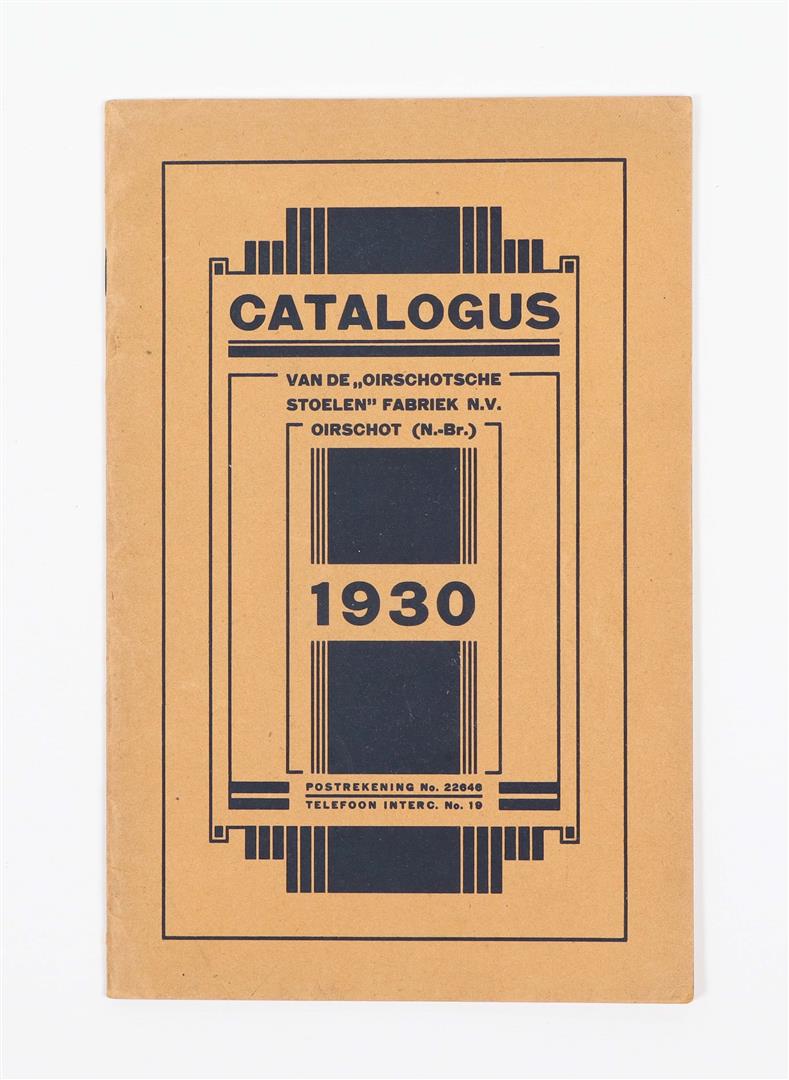 CATALOGUS
VAN DE „OIRSCHOTSCHE
STOELEN” FABRIEK N.V.
OIRSCHOT (N.-Br.)
1930
POSTREKENING No. 22646
TELEFOON INTERC. No. 19